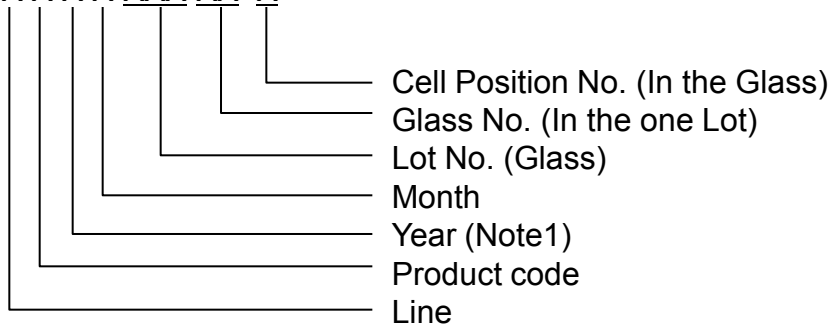 Cell Position No. (In the Glass)
Glass No. (In the one Lot)
Lot No. (Glass)
Month
Year (Note1)
Product code
Line